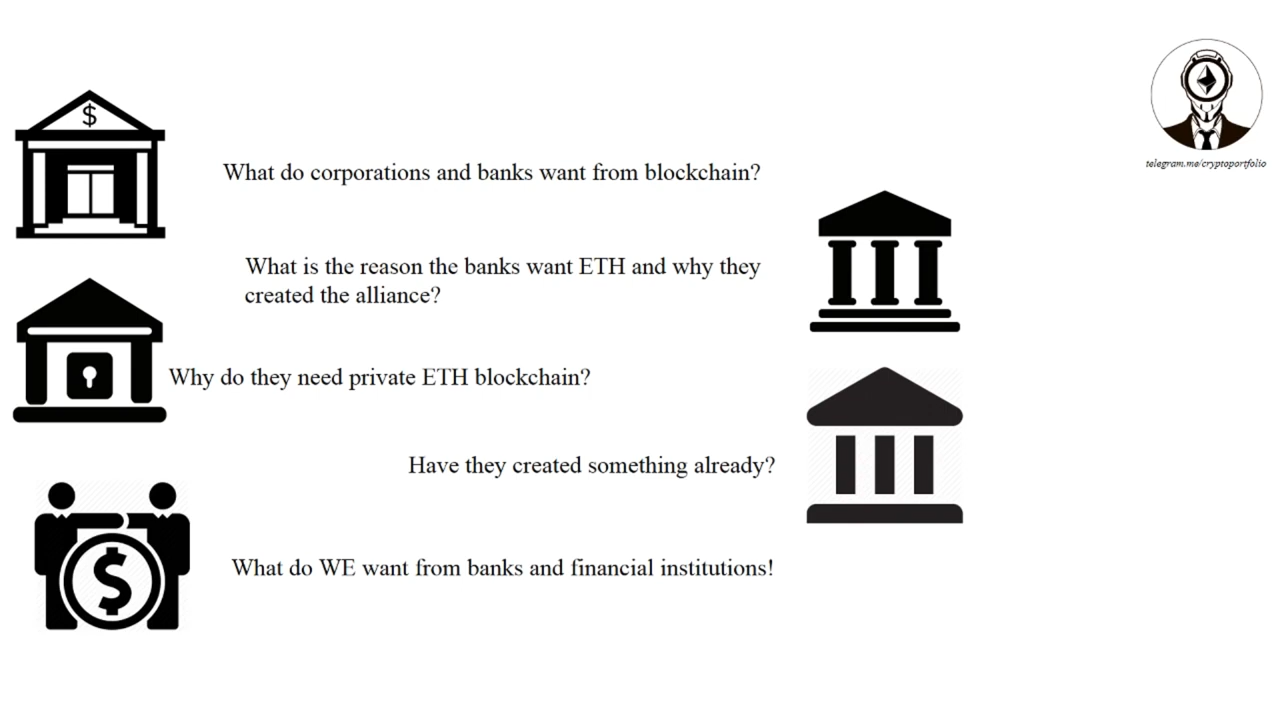 $
telegram.me/cryptoportfolio
What do corporations and banks want from blockchain?
What is the reason the banks want ETH and why they
created the alliance?
Why do they need private ETH blockchain?
Have they created something already?
What do WE want from banks and financial institutions!
$